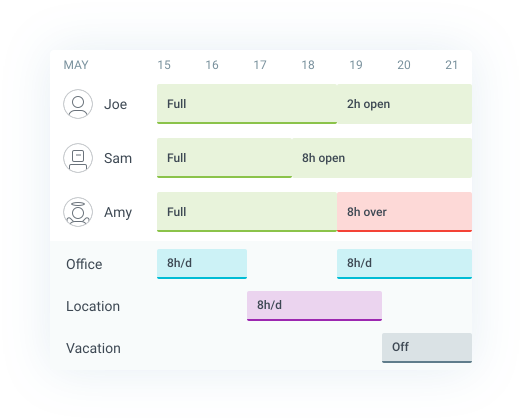 MAY 15 16 17 18 19 20 21
Joe Full 2h open
Sam Full 8h open
Amy Full 8h over
Office 8h/d 8h/d
Location 8h/d
Vacation Off